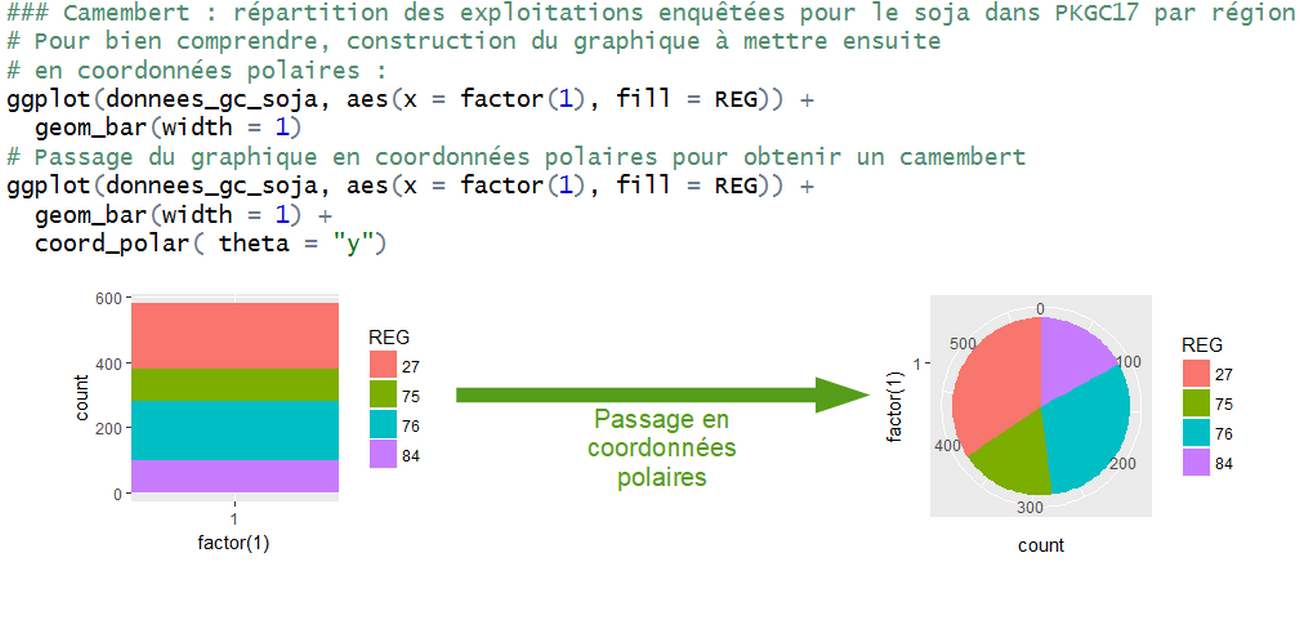 ### Camembert : répartition des exploitations enquêtées pour le soja dans PKGC17 par région
# Pour bien comprendre, construction du graphique à mettre ensuite
# en coordonnées polaires :
ggplot(donnees_gc_soja, aes(x = factor(1), fill = REG)) +
  geom_bar(width = 1)
# Passage du graphique en coordonnées polaires pour obtenir un camembert
ggplot(donnees_gc_soja, aes(x = factor(1), fill = REG)) +
  geom_bar(width = 1) +
  coord_polar( theta = "y")
600
400
200
0
count
1
factor(1)
REG
27
75
76
84
Passage en
coordonnées
polaires
0
100
200
300
400
500
1
factor(1)
count
REG
27
75
76
84